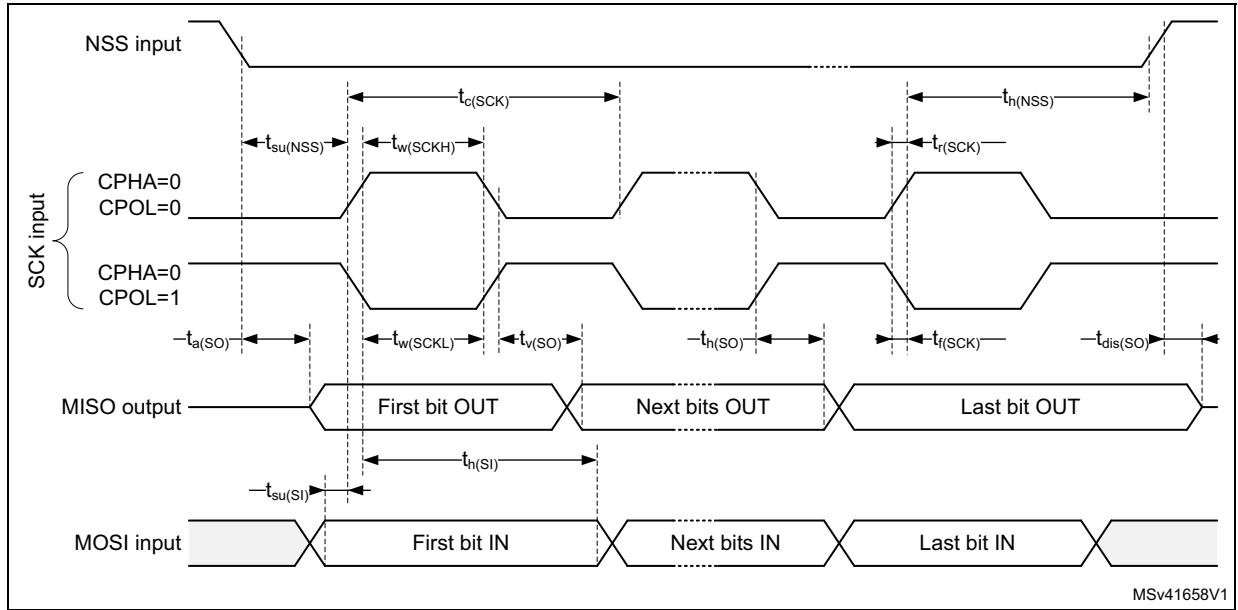 NSS input
tc(SCK)
th(NSS)
tsu(NSS)
tw(SCKH)
tr(SCK)
SCK input
CPHA=0
CPOL=0
CPHA=0
CPOL=1
ta(SO)
tw(SCKL)
tv(SO)
th(SO)
tf(SCK)
tdis(SO)
MISO output
First bit OUT
Next bits OUT
Last bit OUT
th(SI)
tsu(SI)
MOSI input
First bit IN
Next bits IN
Last bit IN
MSv41658V1